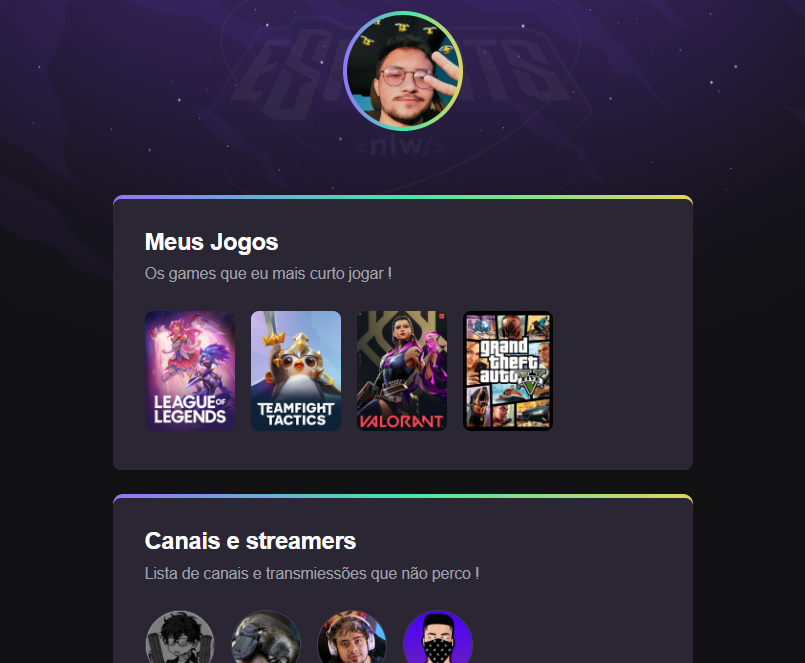 ESPORTS
<nlw/>
Meus Jogos
Os games que eu mais curto jogar !
LEAGUE OF
LEGENDS
TEAMFIGHT
TACTICS
VALORANT
grand
theft
auto
V
Canais e streamers
Lista de canais e transmiessões que não perco !